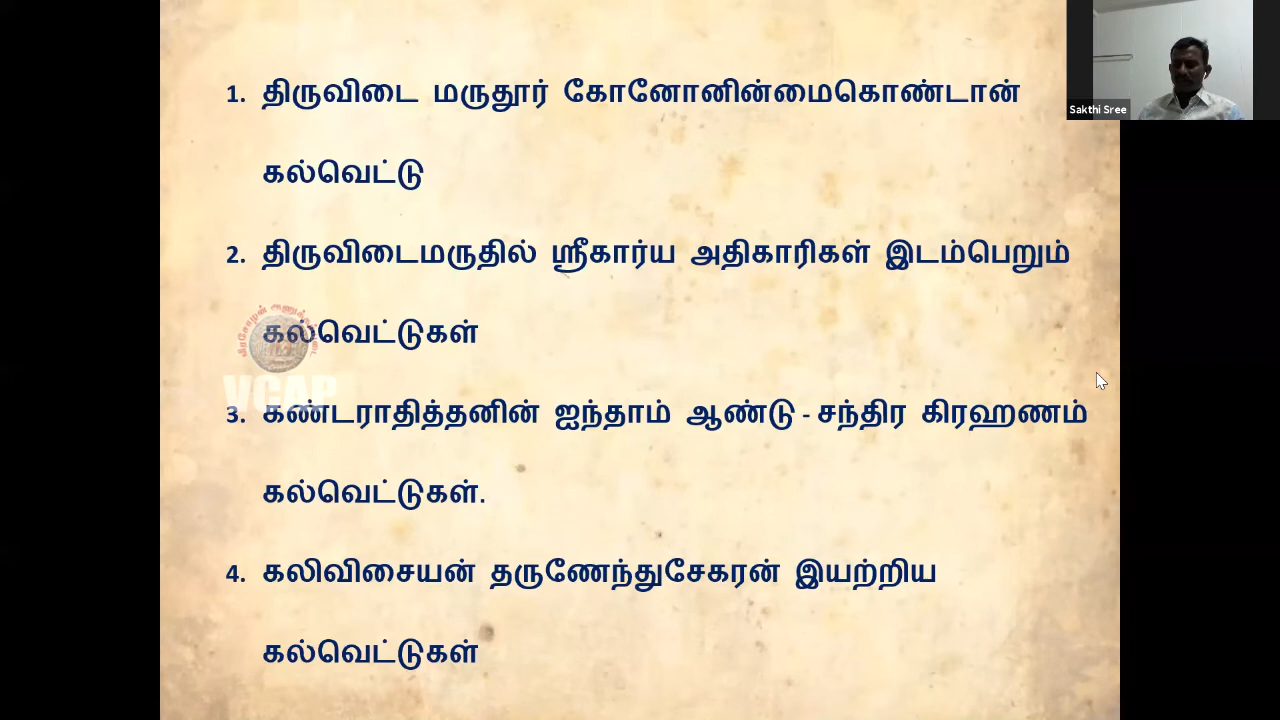 1. திருவிடை மருதூர் கோனோனின்மைகொண்டான்
கல்வெட்டு
2. திருவிடைமருதில் ஸ்ரீகார்ய அதிகாரிகள் இடம்பெறும்
கல்வெட்டுகள்
3. கண்டராதித்தனின் ஐந்தாம் ஆண்டு - சந்திர கிரஹணம்
கல்வெட்டுகள்.
4. கலிவிசையன் தருணேந்துசேகரன் இயற்றிய
கல்வெட்டுகள்
Sakthi Sree
VGAP